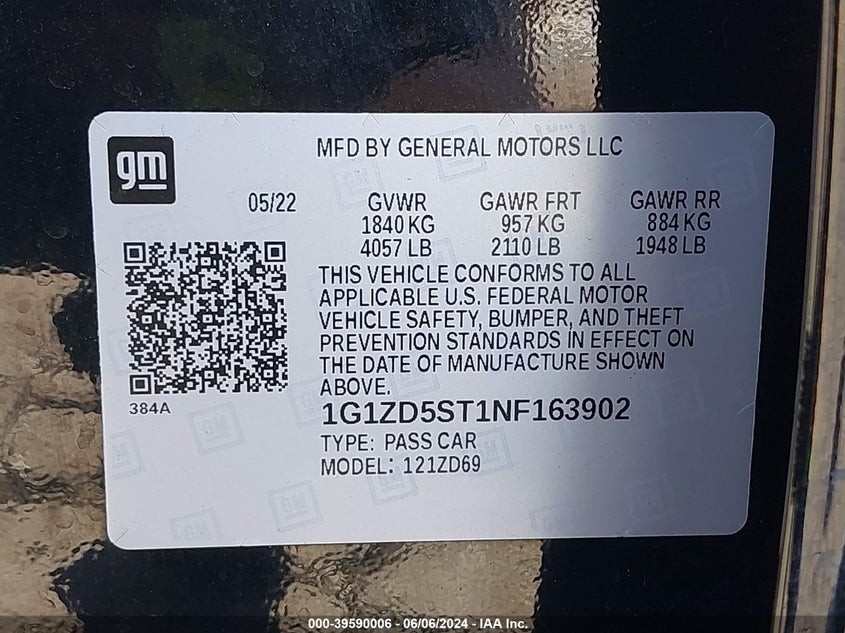 gm
MFD BY GENERAL MOTORS LLC
05/22 GVWR GAWR FRT GAWR RR
1840 KG 957 KG 884 KG
4057 LB 2110 LB 1948 LB
THIS VEHICLE CONFORMS TO ALL
APPLICABLE U.S. FEDERAL MOTOR
VEHICLE SAFETY, BUMPER, AND THEFT
PREVENTION STANDARDS IN EFFECT ON
THE DATE OF MANUFACTURE SHOWN
ABOVE.
384A
1G1ZD5ST1NF163902
TYPE: PASS CAR
MODEL: 121ZD69
000-39590006 - 06/06/2024 - IAA Inc.